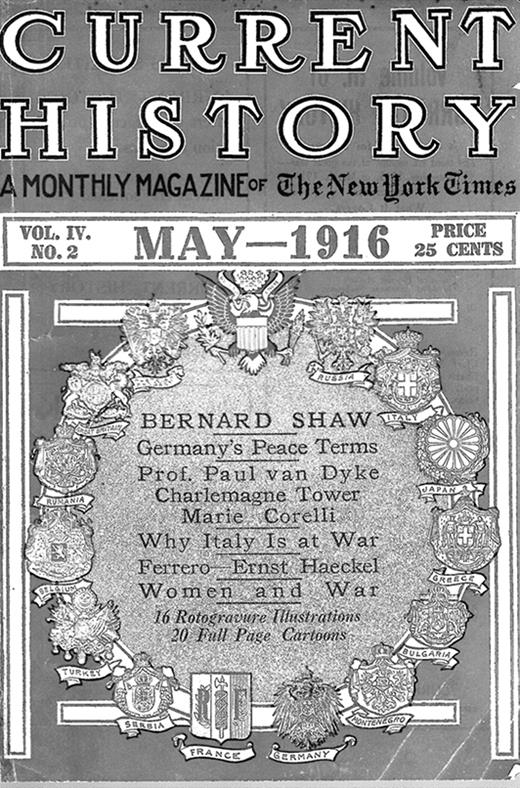 CURRENT
HISTORY
A MONTHLY MAGAZINE OF The New York Times
VOL. IV.
NO. 2
MAY—1916
PRICE
25 CENTS
RUSSIA
GT. BRITAIN
ITALY
RUMANIA
JAPAN
BELGIUM
GREECE
TURKEY
BULGARIA
SERBIA
MONTENEGRO
FRANCE
GERMANY
BERNARD SHAW
Germany's Peace Terms
Prof. Paul van Dyke
Charlemagne Tower
Marie Corelli
Why Italy Is at War
Ferrero—Ernst Haeckel
Women and War
16 Rotogravure Illustrations
20 Full Page Cartoons